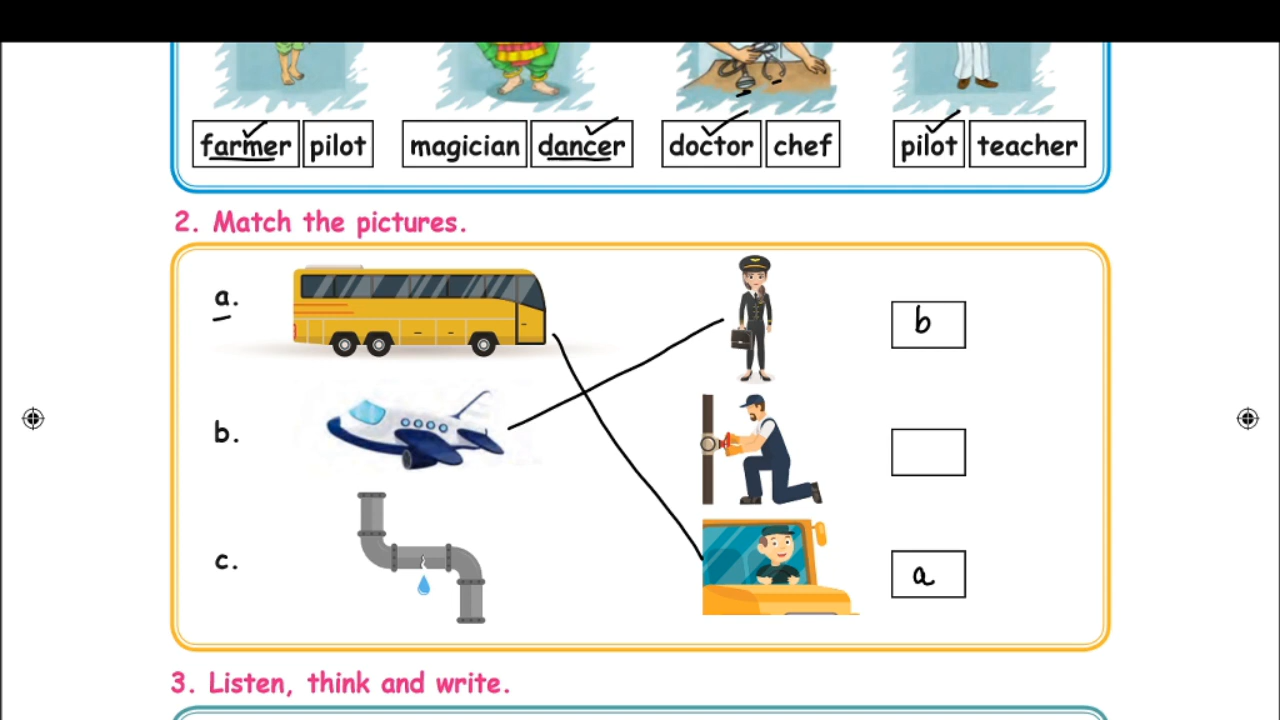 farmer pilot magician dancer doctor chef pilot teacher
2. Match the pictures.
a.
b
b.
c.
a
3. Listen, think and write.